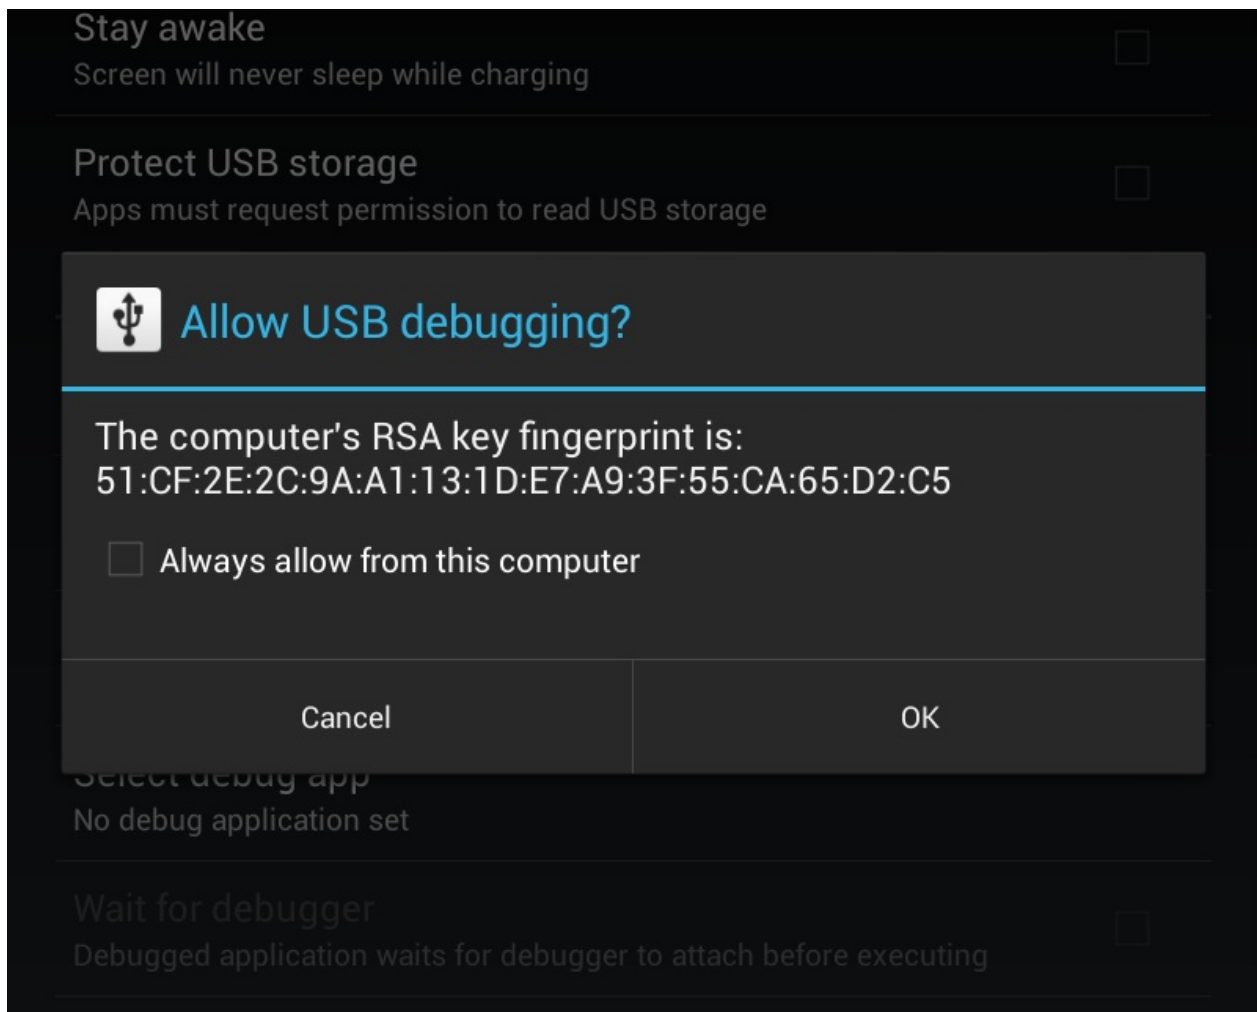 Stay awake
Screen will never sleep while charging
Protect USB storage
Apps must request permission to read USB storage
Allow USB debugging?
The computer's RSA key fingerprint is:
51:CF:2E:2C:9A:A1:13:1D:E7:A9:3F:55:CA:65:D2:C5
Always allow from this computer
Cancel
OK
Select debug app
No debug application set
Wait for debugger
Debugged application waits for debugger to attach before executing